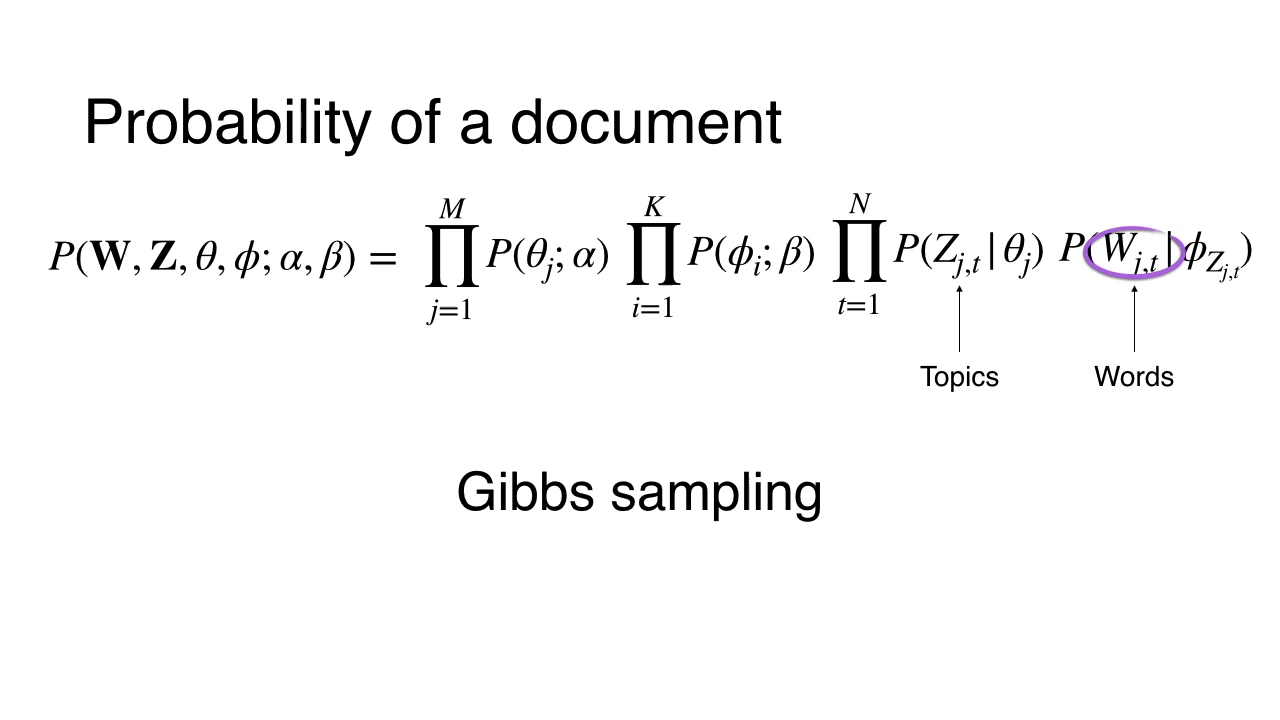 Probability of a document
P(W, Z, θ, ϕ; α, β) = ∏_{j=1}^{M} P(θ_j; α) ∏_{i=1}^{K} P(ϕ_i; β) ∏_{t=1}^{N} P(Z_{j,t} | θ_j) P(W_{j,t} | ϕ_{Z_{j,t}})
Topics Words
Gibbs sampling